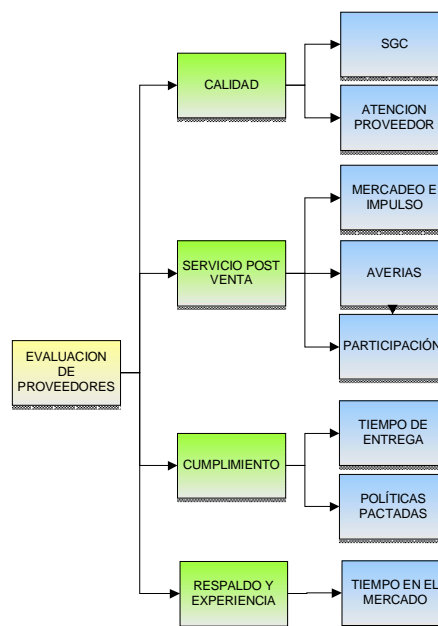 SGC
CALIDAD
ATENCION
PROVEEDOR
MERCADEO E
IMPULSO
SERVICIO POST
VENTA
AVERIAS
PARTICIPACIÓN
EVALUACION
DE
PROVEEDORES
TIEMPO DE
ENTREGA
CUMPLIMIENTO
POLÍTICAS
PACTADAS
RESPALDO Y
EXPERIENCIA
TIEMPO EN EL
MERCADO